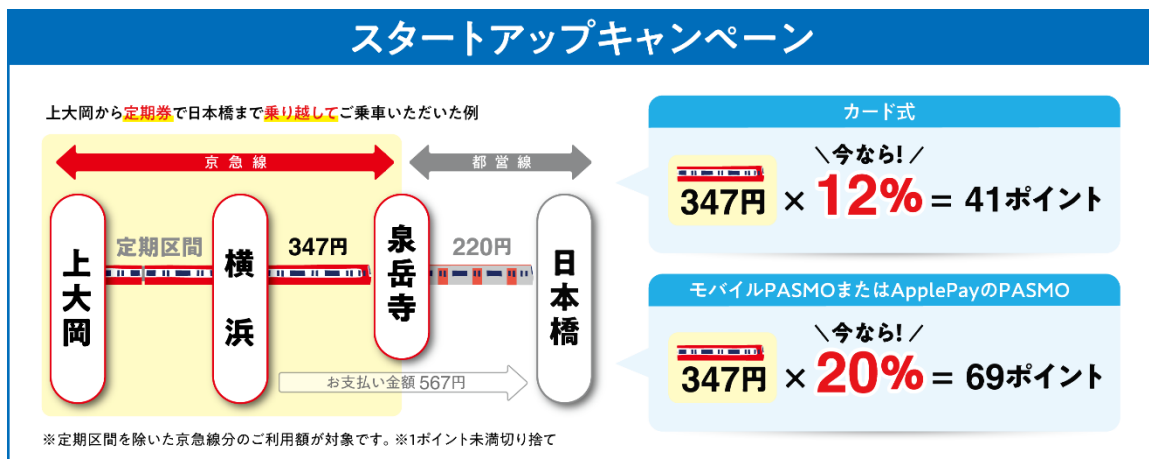 スタートアップキャンペーン
上大岡から定期券で日本橋まで乗り越してご乗車いただいた例
京急線
都営線
上大岡
定期区間
横浜
347円
泉岳寺
220円
日本橋
お支払い金額567円
※定期区間を除いた京急線分のご利用額が対象です。※1ポイント未満切り捨て
カード式
\今なら!/
347円 × 12% = 41ポイント
モバイルPASMOまたはApplePayのPASMO
\今なら!/
347円 × 20% = 69ポイント